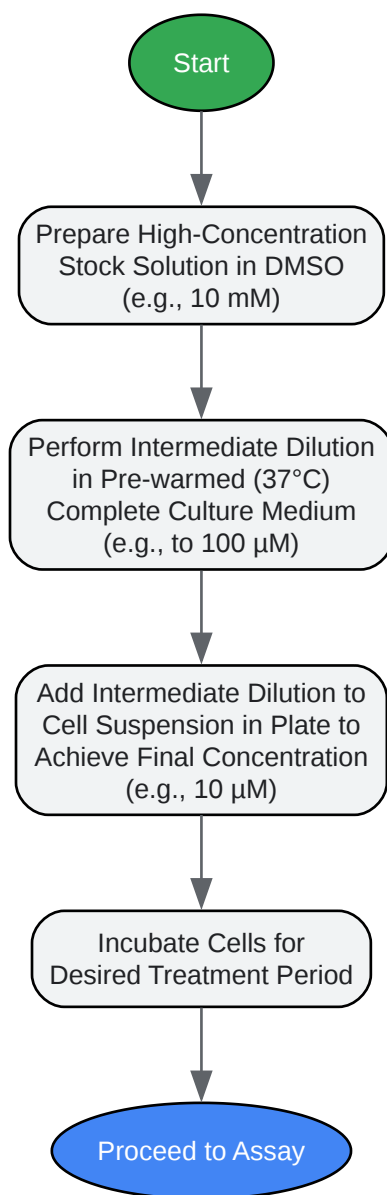 Start
Prepare High-Concentration
Stock Solution in DMSO
(e.g., 10 mM)
Perform Intermediate Dilution
in Pre-warmed (37°C)
Complete Culture Medium
(e.g., to 100 µM)
Add Intermediate Dilution to
Cell Suspension in Plate to
Achieve Final Concentration
(e.g., 10 µM)
Incubate Cells for
Desired Treatment Period
Proceed to Assay